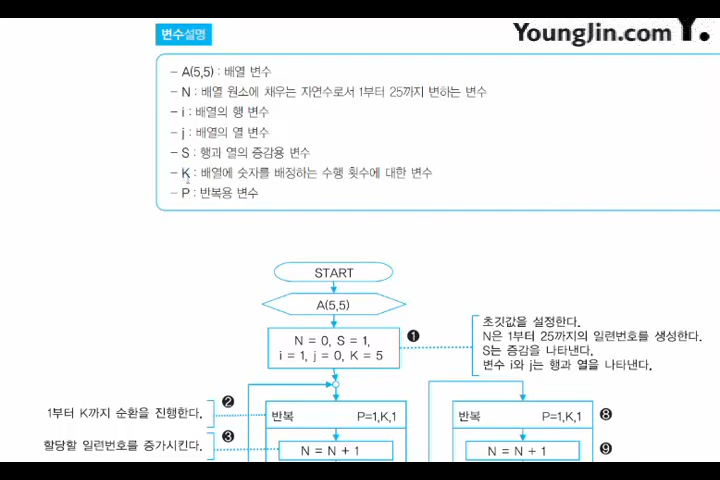 변수설명
YoungJin.com Y.
- A(5,5) : 배열 변수
- N : 배열 원소에 채우는 자연수로서 1부터 25까지 변하는 변수
- i : 배열의 행 변수
- j : 배열의 열 변수
- S : 행과 열의 증감용 변수
- K : 배열에 숫자를 배정하는 수행 횟수에 대한 변수
- P : 반복용 변수
START
A(5,5)
N = 0, S = 1,
i = 1, j = 0, K = 5
❶
초깃값을 설정한다.
N은 1부터 25까지의 일련번호를 생성한다.
S는 증감을 나타낸다.
변수 i와 j는 행과 열을 나타낸다.
1부터 K까지 순환을 진행한다.
❷
반복 P=1,K,1
반복 P=1,K,1
❽
할당할 일련번호를 증가시킨다.
❸
N = N + 1
N = N + 1
❾